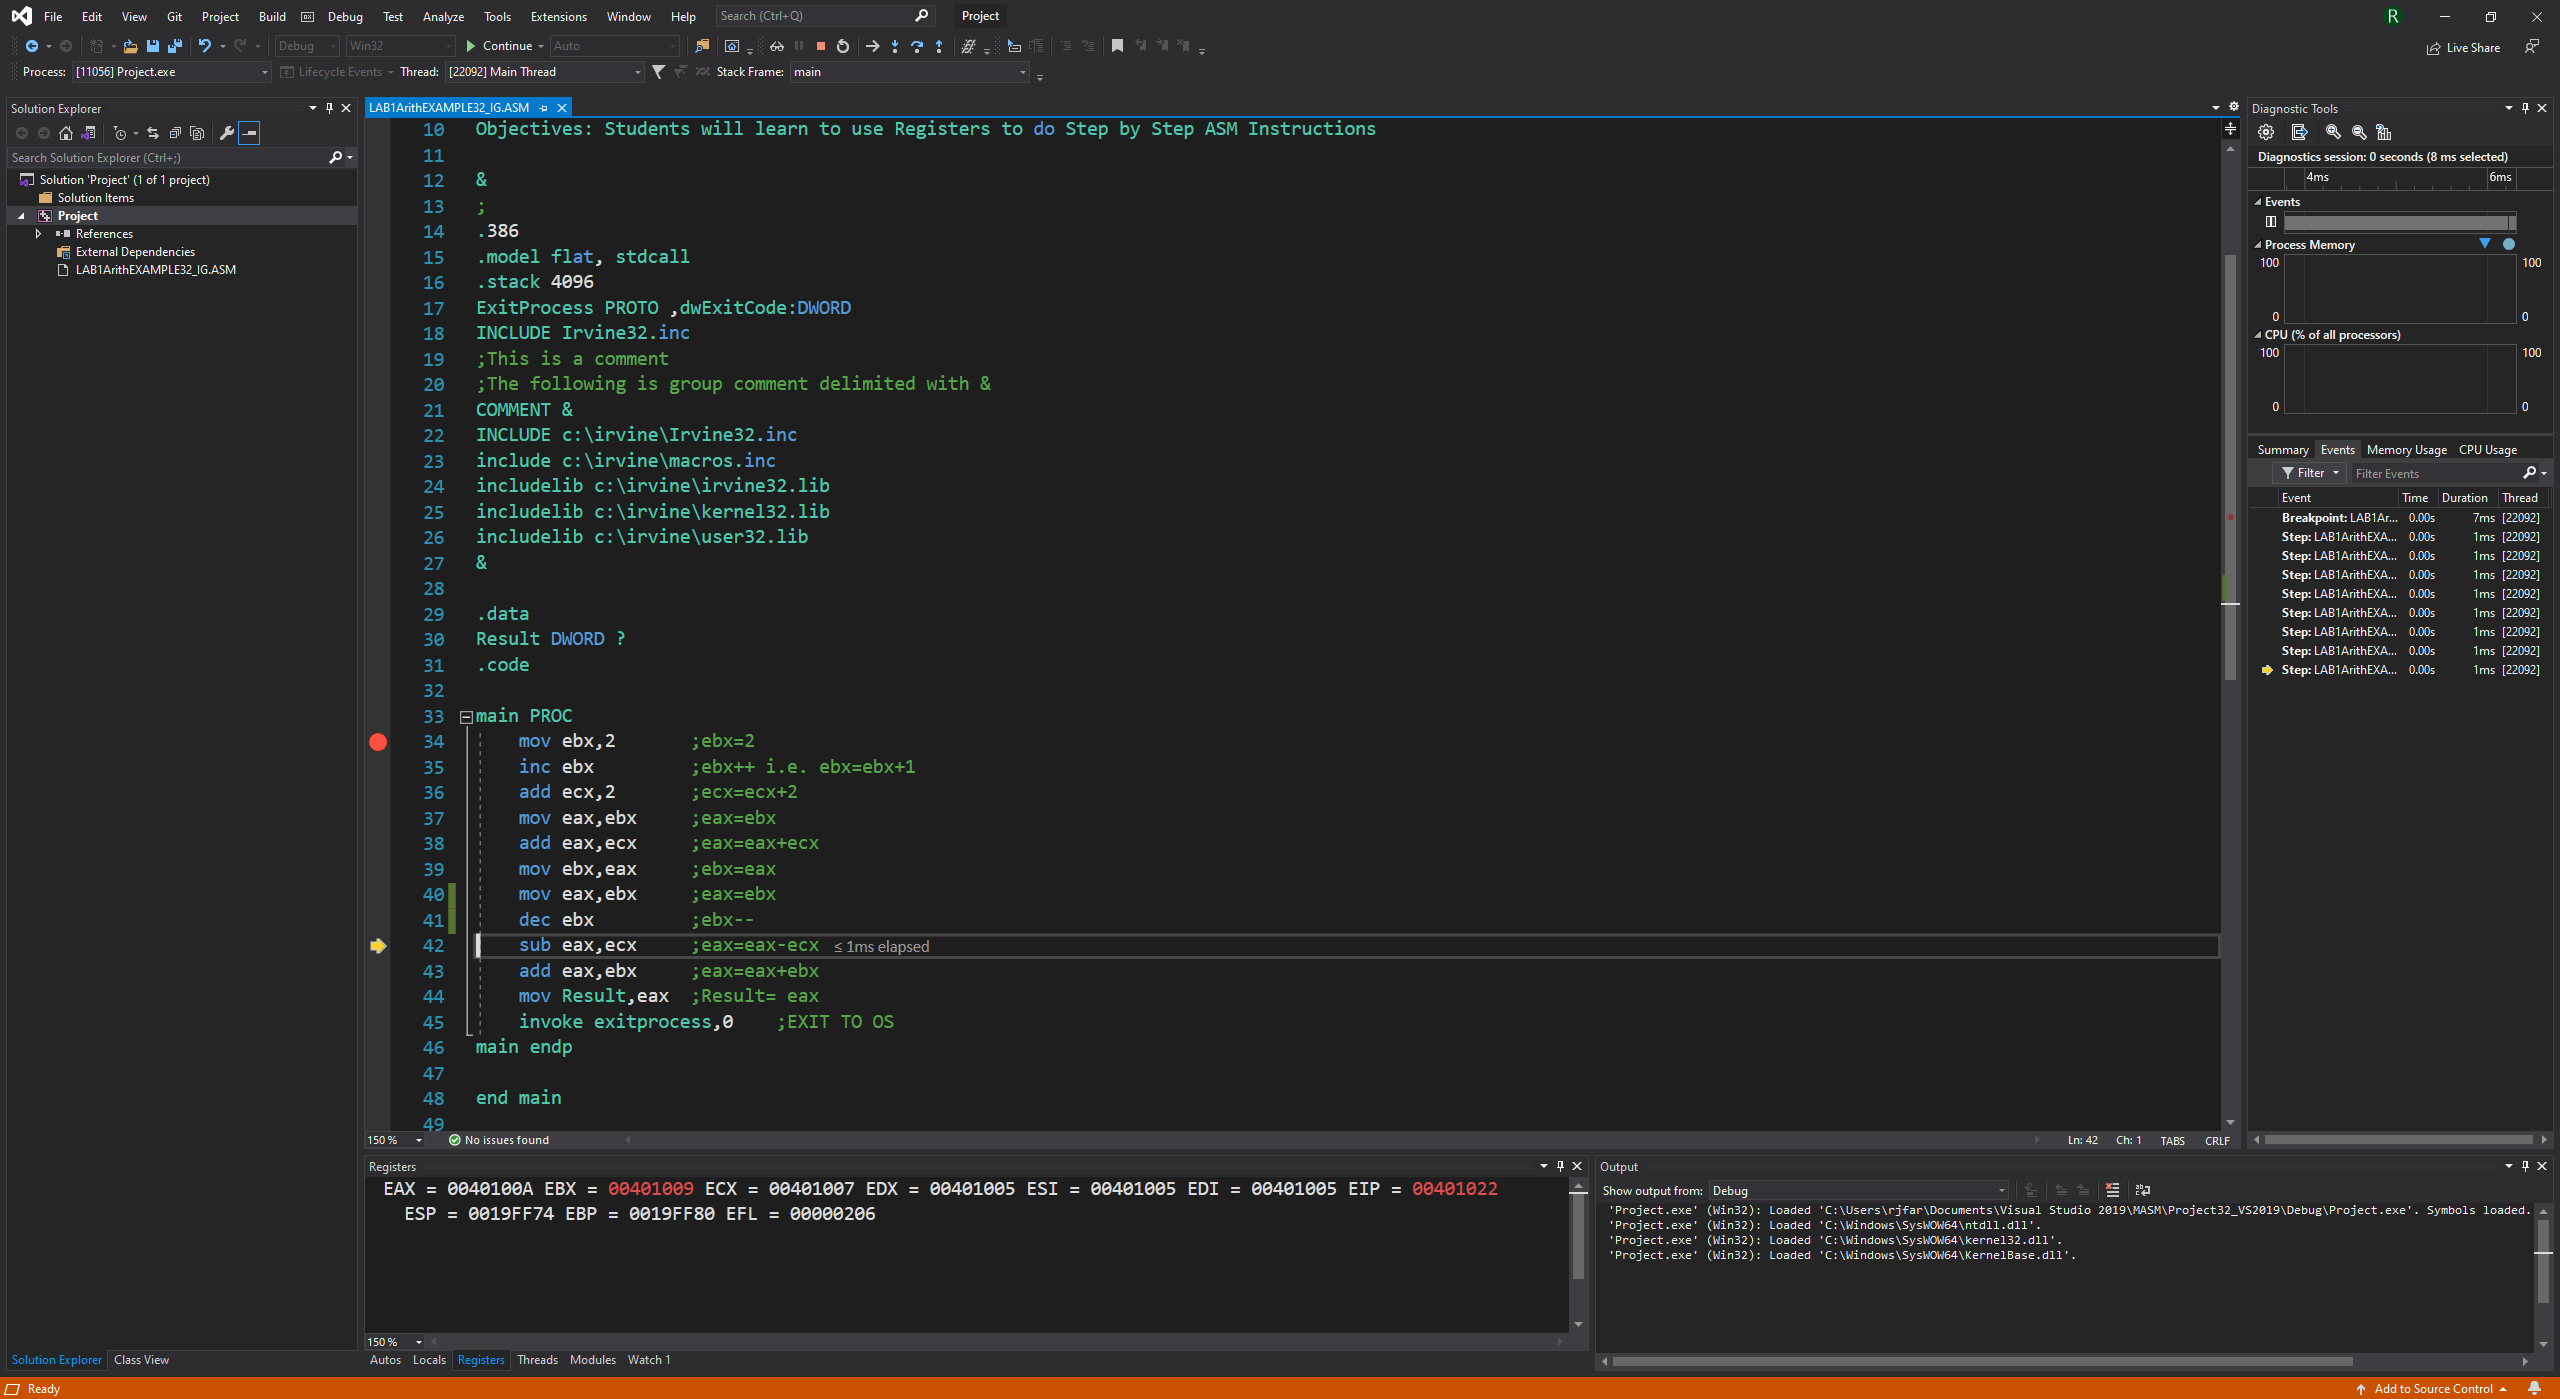 File Edit View Git Project Build Debug Test Analyze Tools Extensions Window Help Search (Ctrl+Q) Project R
Debug Win32 Continue Auto Live Share
Process: [11056] Project.exe Lifecycle Events Thread: [22092] Main Thread Stack Frame: main
Solution Explorer
Search Solution Explorer (Ctrl+;)
Solution 'Project' (1 of 1 project)
Solution Items
Project
References
External Dependencies
LAB1ArithEXAMPLE32_IG.ASM
LAB1ArithEXAMPLE32_IG.ASM
10 Objectives: Students will learn to use Registers to do Step by Step ASM Instructions
11
12 &
13 ;
14 .386
15 .model flat, stdcall
16 .stack 4096
17 ExitProcess PROTO ,dwExitCode:DWORD
18 INCLUDE Irvine32.inc
19 ;This is a comment
20 ;The following is group comment delimited with &
21 COMMENT &
22 INCLUDE c:\irvine\Irvine32.inc
23 include c:\irvine\macros.inc
24 includelib c:\irvine\irvine32.lib
25 includelib c:\irvine\kernel32.lib
26 includelib c:\irvine\user32.lib
27 &
28
29 .data
30 Result DWORD ?
31 .code
32
33 main PROC
34 mov ebx,2 ;ebx=2
35 inc ebx ;ebx++ i.e. ebx=ebx+1
36 add ecx,2 ;ecx=ecx+2
37 mov eax,ebx ;eax=ebx
38 add eax,ecx ;eax=eax+ecx
39 mov ebx,eax ;ebx=eax
40 mov eax,ebx ;eax=ebx
41 dec ebx ;ebx--
42 sub eax,ecx ;eax=eax-ecx ≤ 1ms elapsed
43 add eax,ebx ;eax=eax+ebx
44 mov Result,eax ;Result= eax
45 invoke exitprocess,0 ;EXIT TO OS
46 main endp
47
48 end main
49
150 % No issues found Ln: 42 Ch: 1 TABS CRLF
Diagnostic Tools
Diagnostics session: 0 seconds (8 ms selected)
4ms 6ms
Events
Process Memory
100 100
0 0
CPU (% of all processors)
100 100
0 0
Summary Events Memory Usage CPU Usage
Filter Filter Events
Event Time Duration Thread
Breakpoint: LAB1Ar... 0.00s 7ms [22092]
Step: LAB1ArithEXA... 0.00s 1ms [22092]
Step: LAB1ArithEXA... 0.00s 1ms [22092]
Step: LAB1ArithEXA... 0.00s 1ms [22092]
Step: LAB1ArithEXA... 0.00s 1ms [22092]
Step: LAB1ArithEXA... 0.00s 1ms [22092]
Step: LAB1ArithEXA... 0.00s 1ms [22092]
Step: LAB1ArithEXA... 0.00s 1ms [22092]
Step: LAB1ArithEXA... 0.00s 1ms [22092]
Registers
EAX = 0040100A EBX = 00401009 ECX = 00401007 EDX = 00401005 ESI = 00401005 EDI = 00401005 EIP = 00401022
ESP = 0019FF74 EBP = 0019FF80 EFL = 00000206
150 %
Autos Locals Registers Threads Modules Watch 1
Output
Show output from: Debug
'Project.exe' (Win32): Loaded 'C:\Users\rjfar\Documents\Visual Studio 2019\MASM\Project32_VS2019\Debug\Project.exe'. Symbols loaded.
'Project.exe' (Win32): Loaded 'C:\Windows\SysWOW64\ntdll.dll'.
'Project.exe' (Win32): Loaded 'C:\Windows\SysWOW64\kernel32.dll'.
'Project.exe' (Win32): Loaded 'C:\Windows\SysWOW64\KernelBase.dll'.
Solution Explorer Class View
Ready Add to Source Control